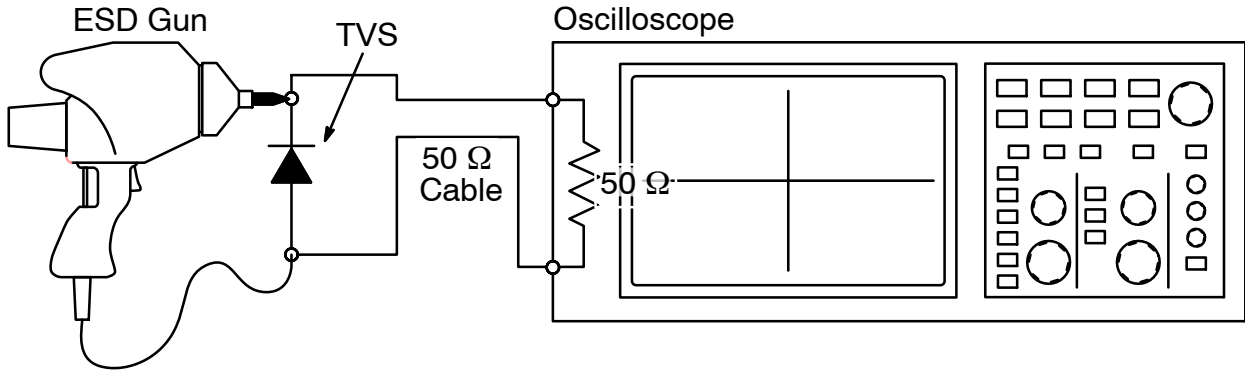 ESD Gun
TVS
Oscilloscope
50 Ω
Cable
50 Ω